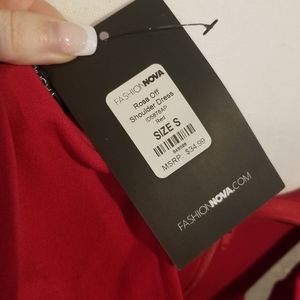 FASHIONNOVA
Rosa Off
Shoulder Dress
Red
SIZE S
MSRP: $34.99
FASHIONNOVA.COM